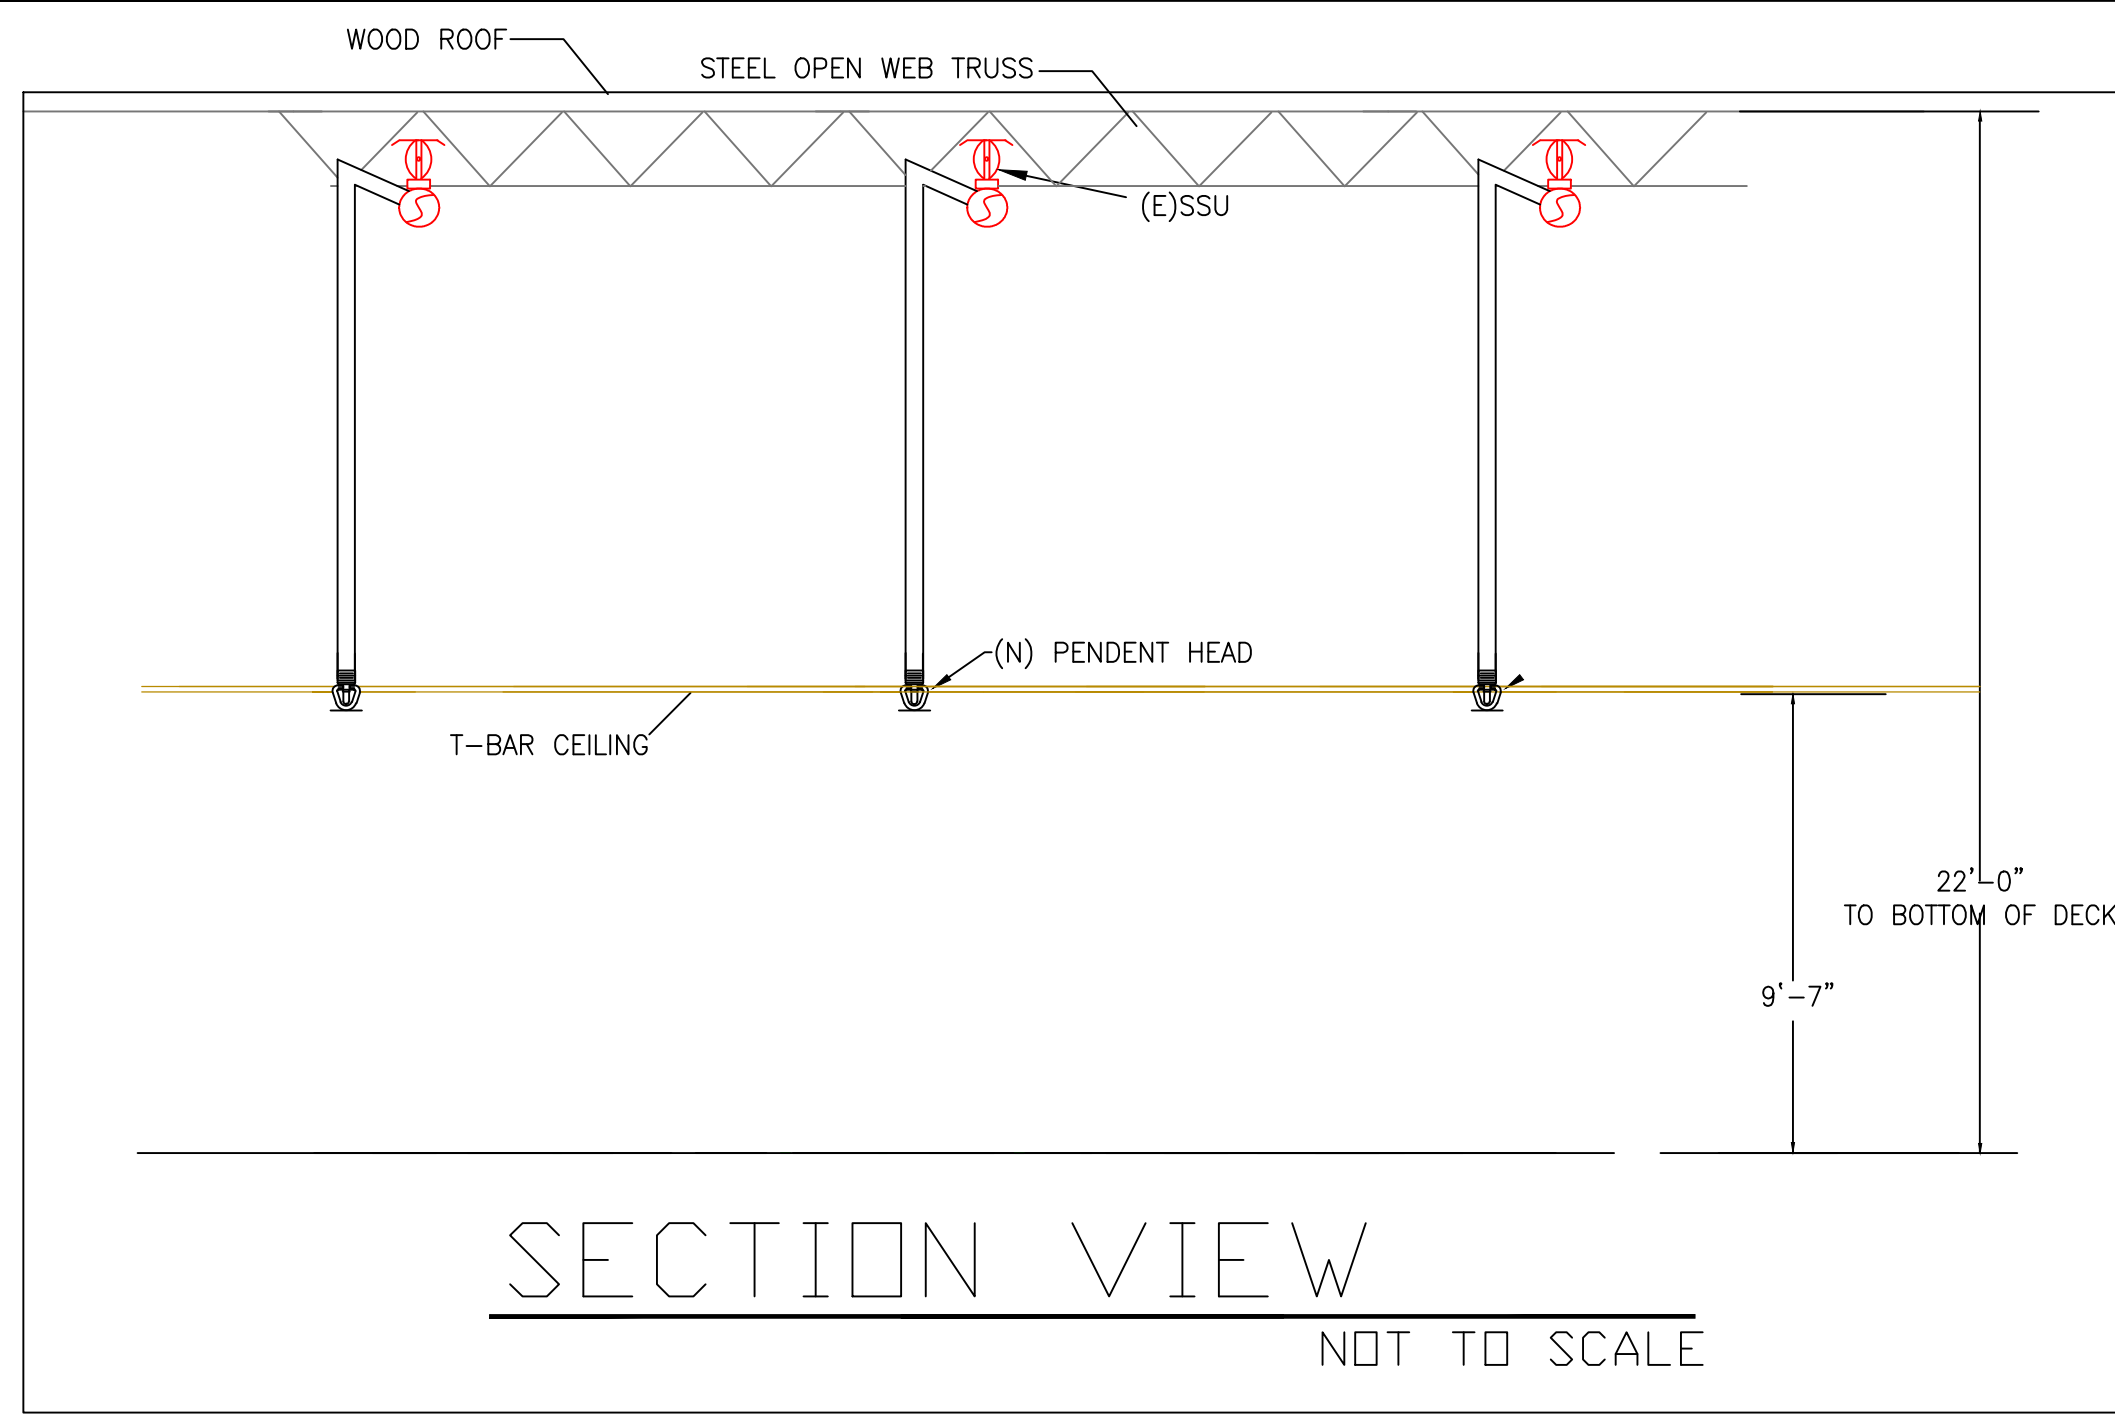 WOOD ROOF
STEEL OPEN WEB TRUSS
(E)SSU
(N) PENDENT HEAD
T-BAR CEILING
22'-0"
TO BOTTOM OF DECK
9'-7"
SECTION VIEW
NOT TO SCALE